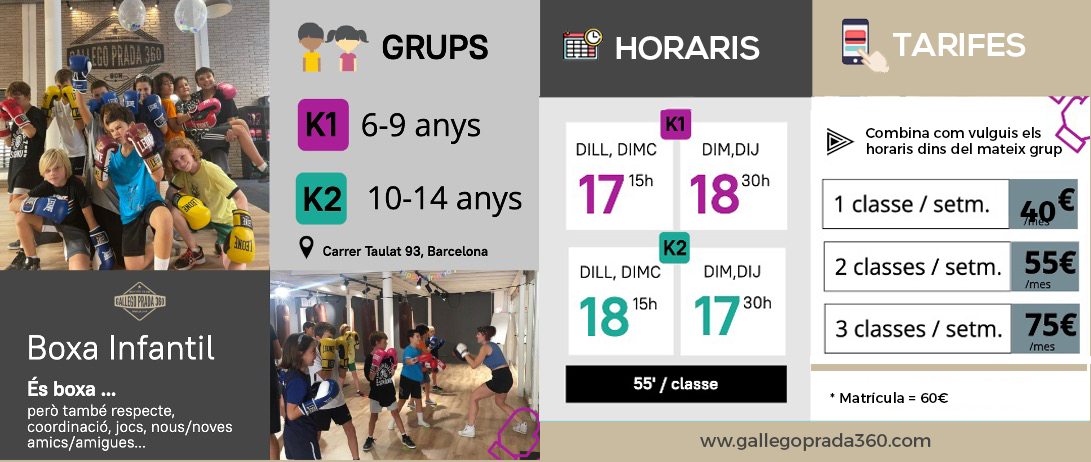 GALLEGO PRADA 360
BCN
GRUPS
K1 6-9 anys
K2 10-14 anys
Carrer Taulat 93, Barcelona
GALLEGO PRADA 360
Boxa Infantil
És boxa ...
però també respecte,
coordinació, jocs, nous/noves
amics/amigues...
HORARIS
K1
DILL, DIMC
17 15h
DIM,DIJ
18 30h
K2
DILL, DIMC
18 15h
DIM,DIJ
17 30h
55' / classe
TARIFES
Combina com vulguis els
horaris dins del mateix grup
1 classe / setm. 40€
/mes
2 classes / setm. 55€
/mes
3 classes / setm. 75€
/mes
* Matrícula = 60€
www.gallegoprada360.com